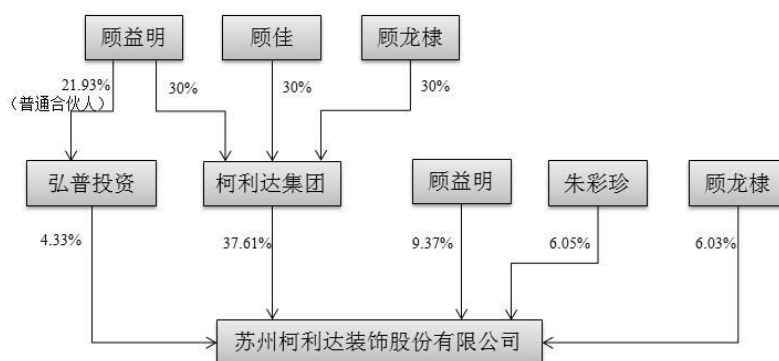 顾益明
顾佳
顾龙棣
21.93%
（普通合伙人）
30%
30%
30%
弘普投资
柯利达集团
顾益明
朱彩珍
顾龙棣
4.33%
37.61%
9.37%
6.05%
6.03%
苏州柯利达装饰股份有限公司